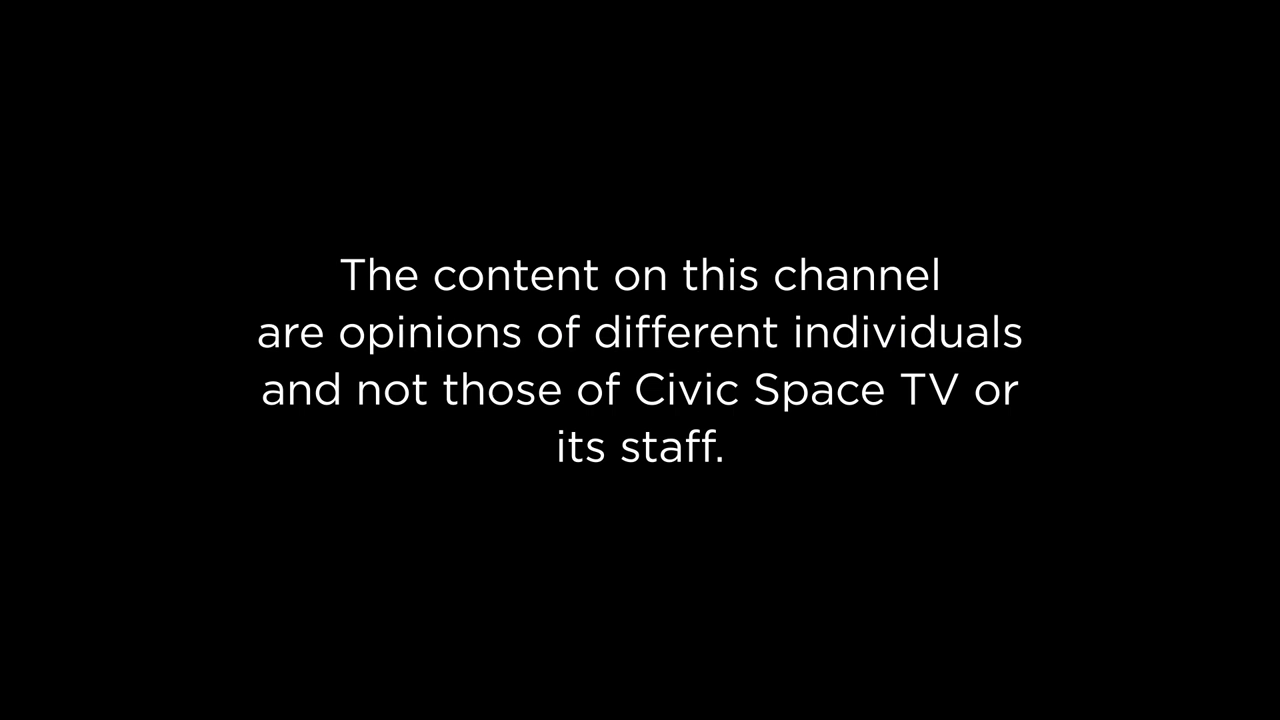 The content on this channel
are opinions of different individuals
and not those of Civic Space TV or
its staff.